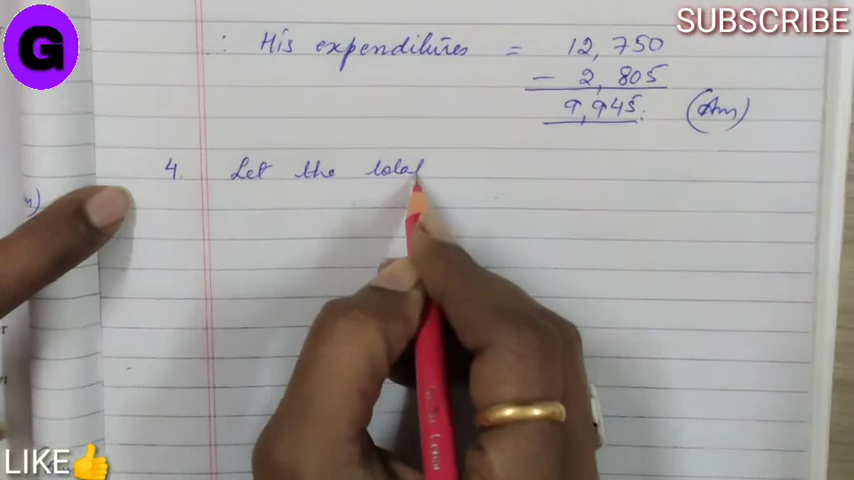 G
SUBSCRIBE
∴ His expenditures = 12,750
- 2,805
9,945. (Ans)
4. Let the total
LIKE👍